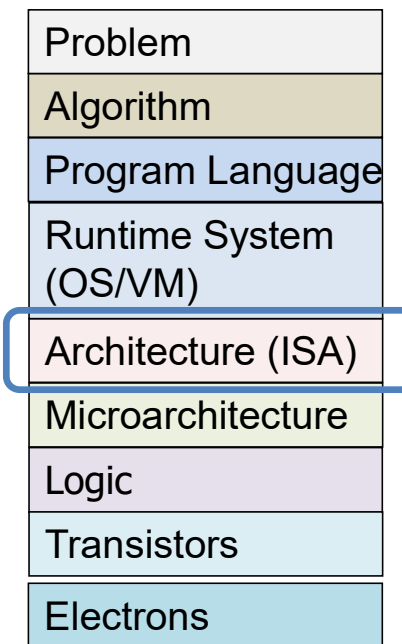 Problem
Algorithm
Program Language
Runtime System
(OS/VM)
Architecture (ISA)
Microarchitecture
Logic
Transistors
Electrons